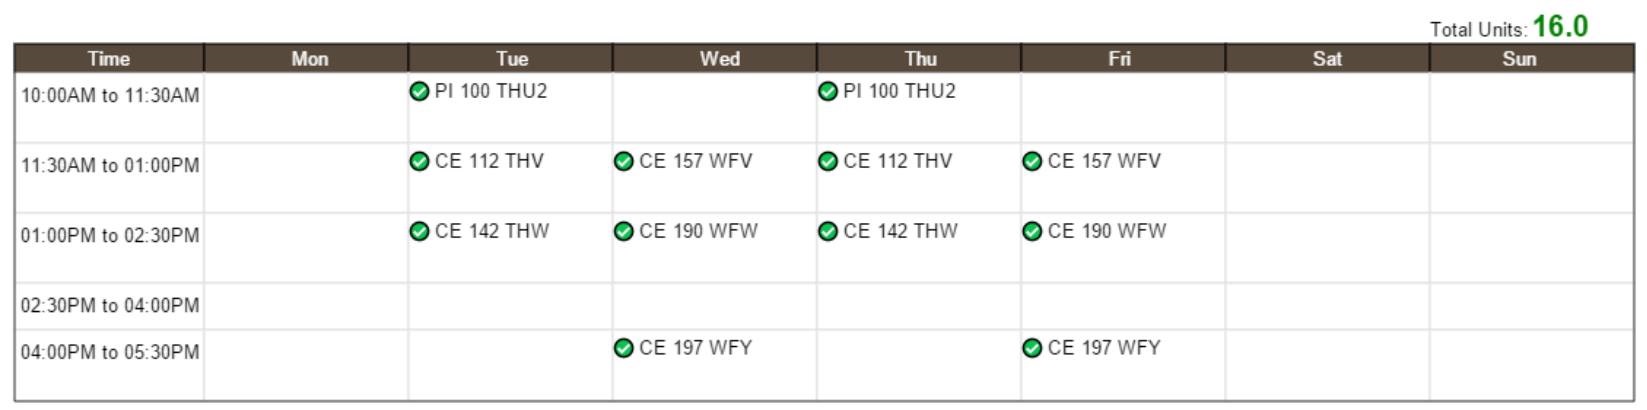 Total Units: 16.0
Time Mon Tue Wed Thu Fri Sat Sun
10:00AM to 11:30AM PI 100 THU2 PI 100 THU2
11:30AM to 01:00PM CE 112 THV CE 157 WFV CE 112 THV CE 157 WFV
01:00PM to 02:30PM CE 142 THW CE 190 WFW CE 142 THW CE 190 WFW
02:30PM to 04:00PM
04:00PM to 05:30PM CE 197 WFY CE 197 WFY